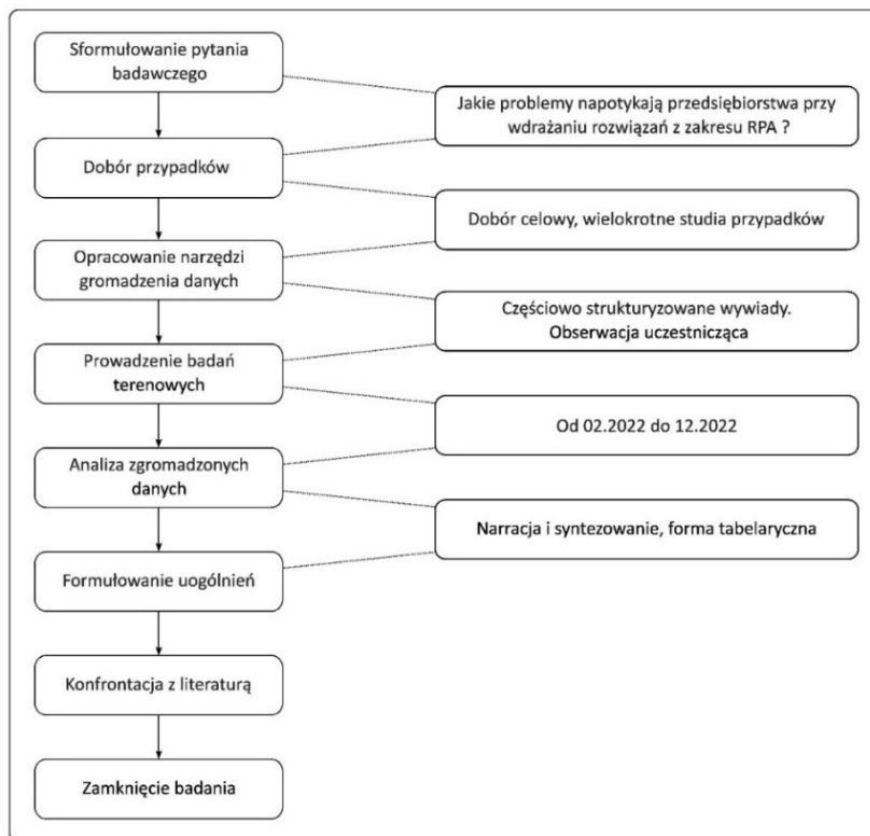 Sformułowanie pytania
badawczego
Jakie problemy napotykają przedsiębiorstwa przy
wdrażaniu rozwiązań z zakresu RPA ?
Dobór przypadków
Dobór celowy, wielokrotne studia przypadków
Opracowanie narzędzi
gromadzenia danych
Częściowo strukturyzowane wywiady.
Obserwacja uczestnicząca
Prowadzenie badań
terenowych
Od 02.2022 do 12.2022
Analiza zgromadzonych
danych
Narracja i syntezowanie, forma tabelaryczna
Formułowanie uogólnień
Konfrontacja z literaturą
Zamknięcie badania